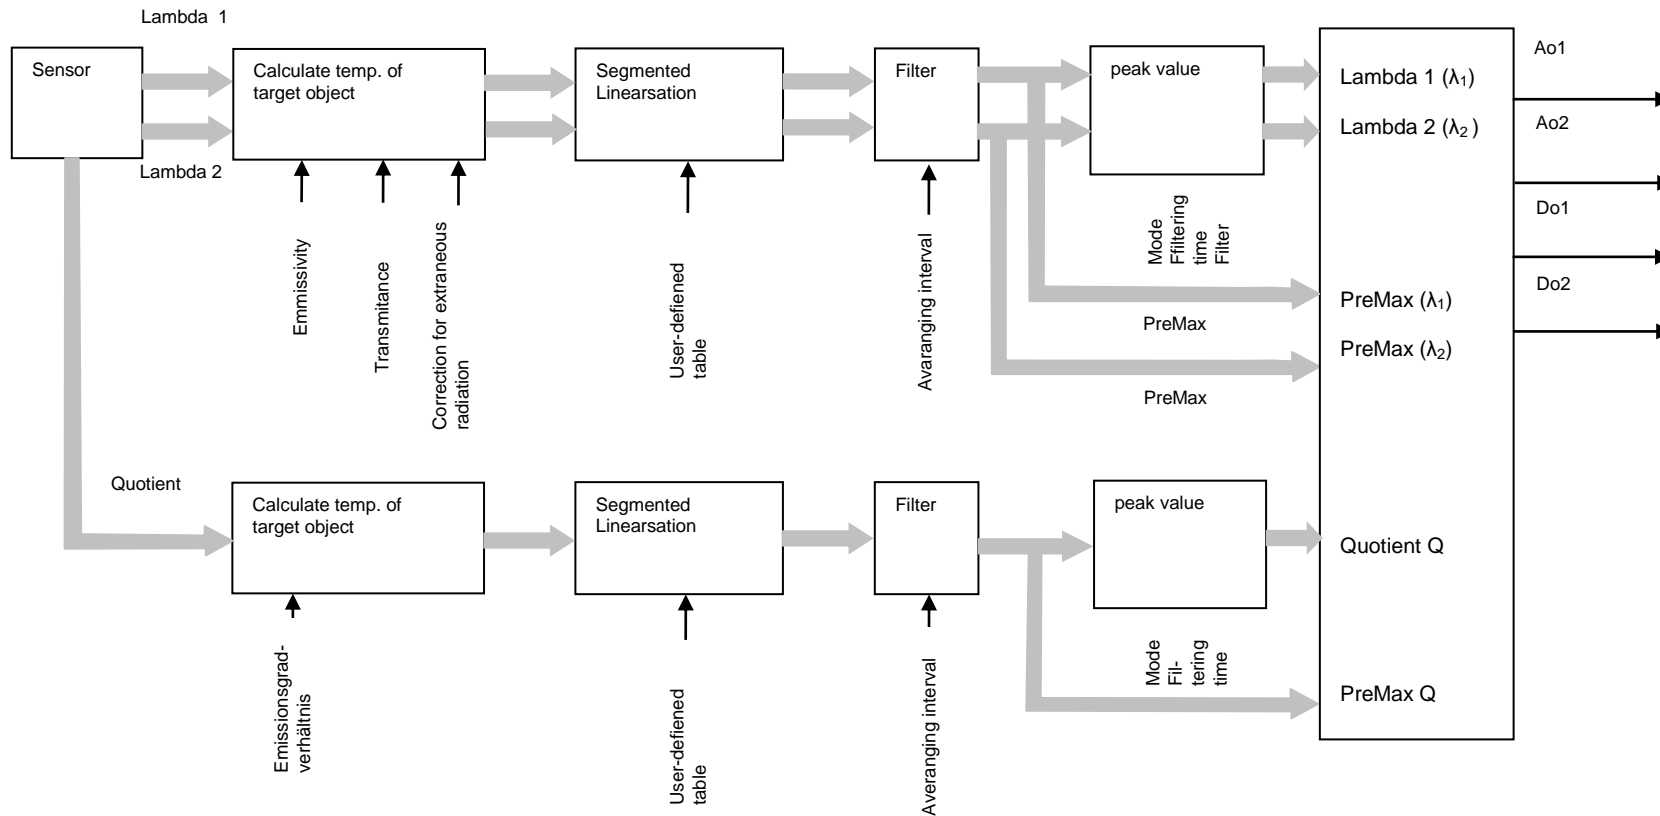 Lambda  1
Sensor
Lambda 2
Calculate temp. of
target object
Segmented
Linearsation
Filter
peak value
Emmissivity
Transmitance
Correction for extraneous
radiation
User-defiened
table
Avaranging interval
Mode
Ffiltering
time
Filter
PreMax
PreMax
Lambda 1 (λ₁)
Lambda 2 (λ₂ )
PreMax (λ₁)
PreMax (λ₂)
Quotient Q
PreMax Q
Ao1
Ao2
Do1
Do2
Quotient
Calculate temp. of
target object
Segmented
Linearsation
Filter
peak value
Emissionsgrad-
verhältnis
User-defiened
table
Averanging interval
Mode
Fil-
tering
time